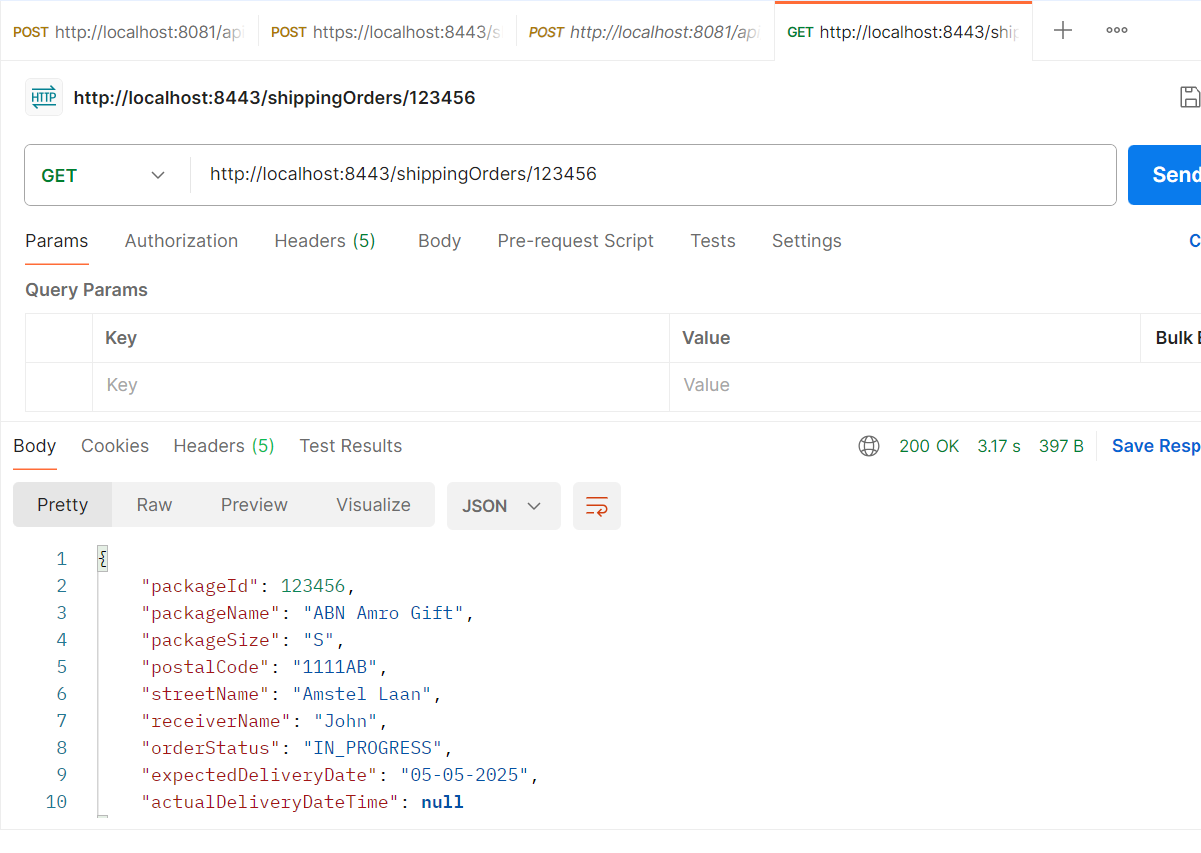 POST http://localhost:8081/api POST https://localhost:8443/s POST http://localhost:8081/api GET http://localhost:8443/ship
HTTP http://localhost:8443/shippingOrders/123456
GET http://localhost:8443/shippingOrders/123456 Send
Params Authorization Headers (5) Body Pre-request Script Tests Settings C
Query Params
Key Value Bulk E
Key Value
Body Cookies Headers (5) Test Results 200 OK 3.17 s 397 B Save Resp
Pretty Raw Preview Visualize JSON
1 {
2 "packageId": 123456,
3 "packageName": "ABN Amro Gift",
4 "packageSize": "S",
5 "postalCode": "1111AB",
6 "streetName": "Amstel Laan",
7 "receiverName": "John",
8 "orderStatus": "IN_PROGRESS",
9 "expectedDeliveryDate": "05-05-2025",
10 "actualDeliveryDateTime": null